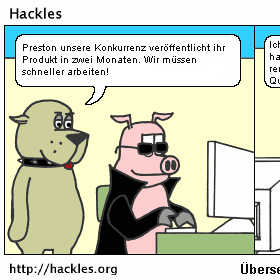 Hackles
Preston unsere Konkurrenz veröffentlicht ihr
Produkt in zwei Monaten. Wir müssen
schneller arbeiten!
http://hackles.org